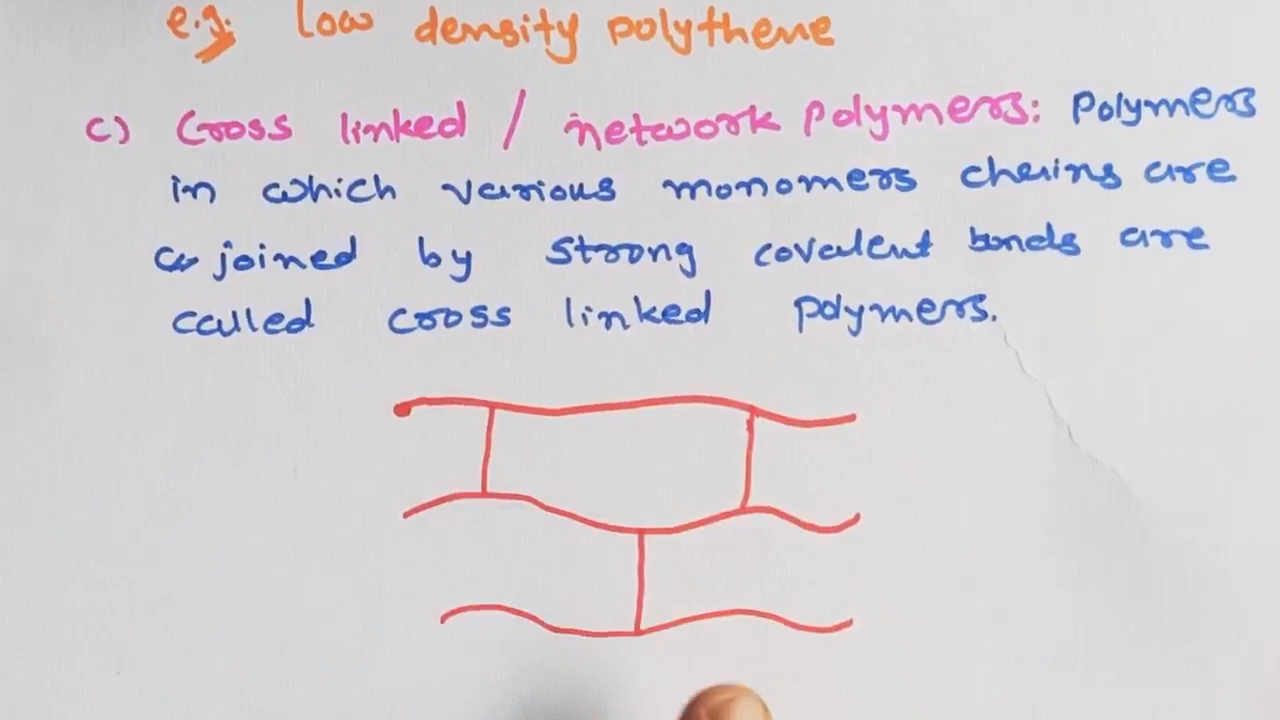 e.g. Low density polythene
c) Cross linked / network polymers: Polymers
in which various monomers chains are
joined by strong covalent bonds are
called cross linked polymers.